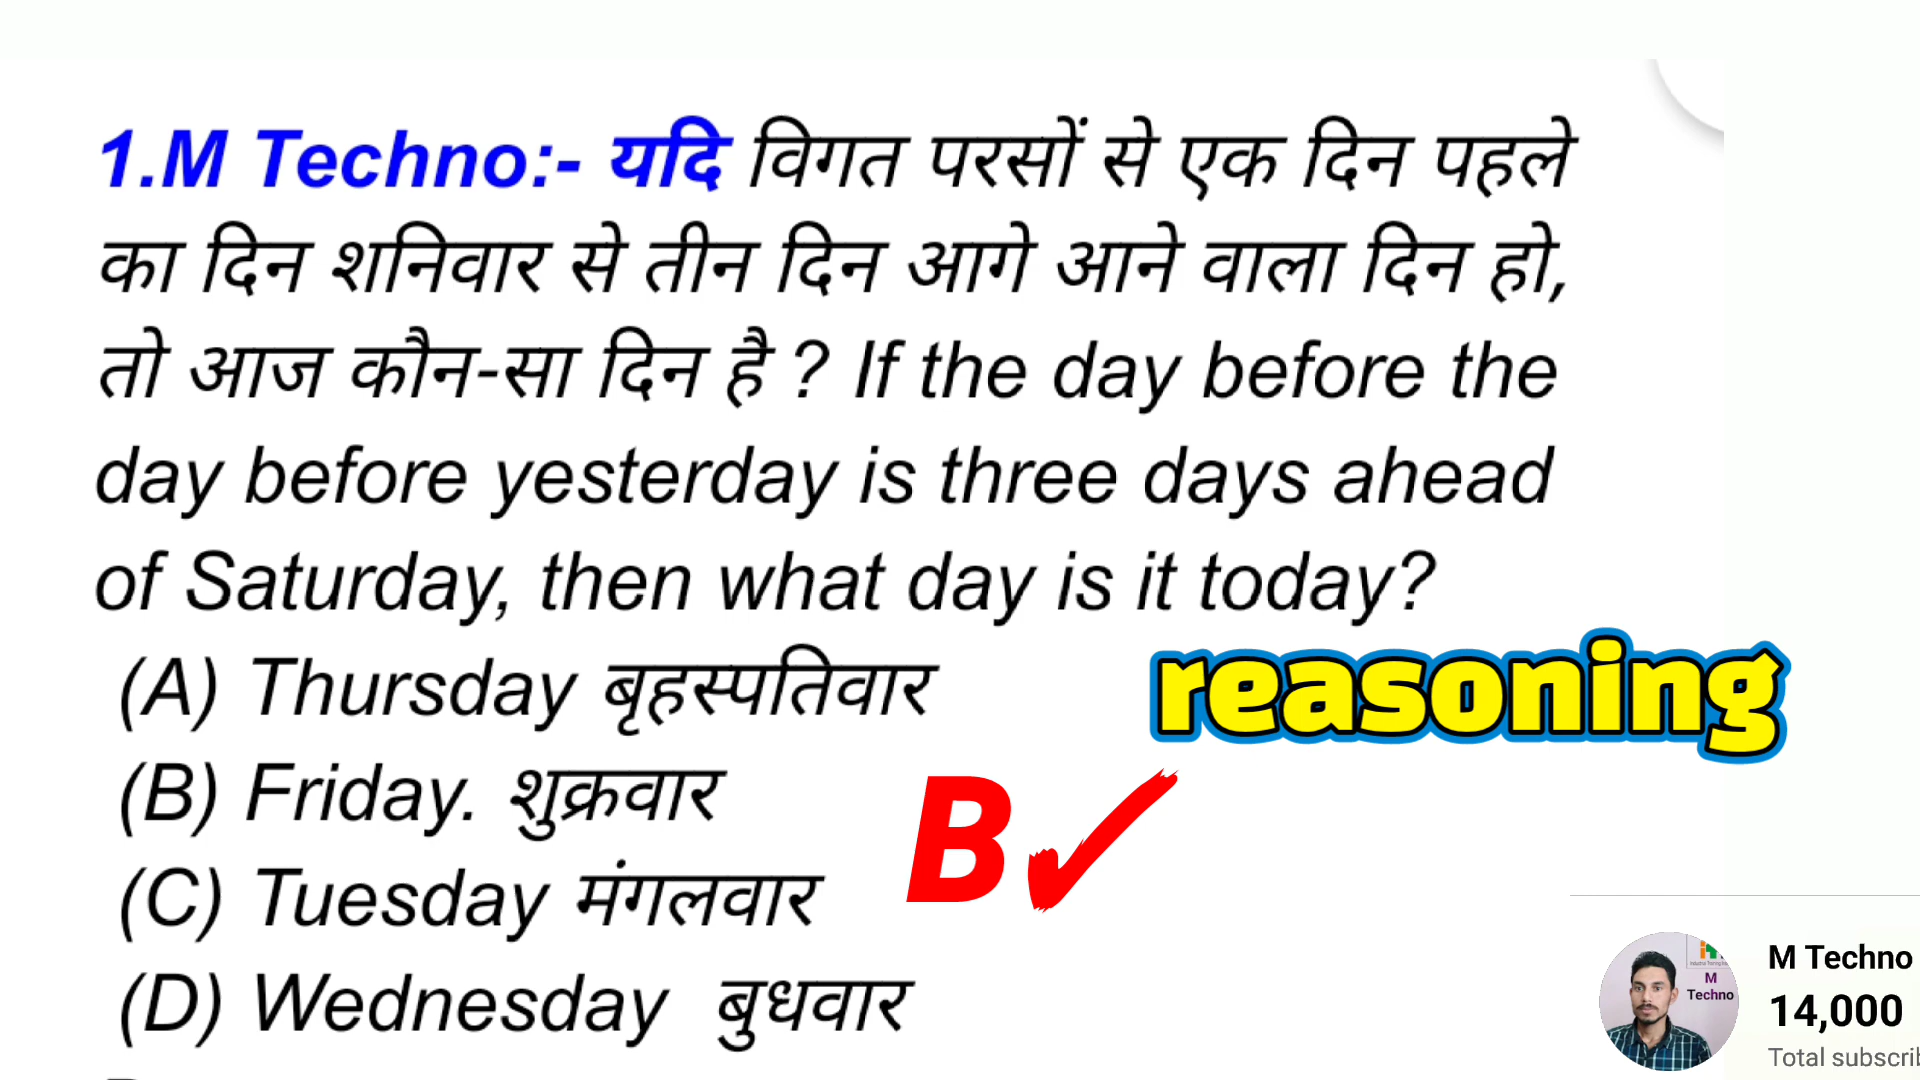 1.M Techno:- यदि विगत परसों से एक दिन पहले
का दिन शनिवार से तीन दिन आगे आने वाला दिन हो,
तो आज कौन-सा दिन है ? If the day before the
day before yesterday is three days ahead
of Saturday, then what day is it today?
(A) Thursday बृहस्पतिवार
reasoning
(B) Friday. शुक्रवार
B✓
(C) Tuesday मंगलवार
(D) Wednesday बुधवार
M Techno
M
Techno
14,000
Total subscrib